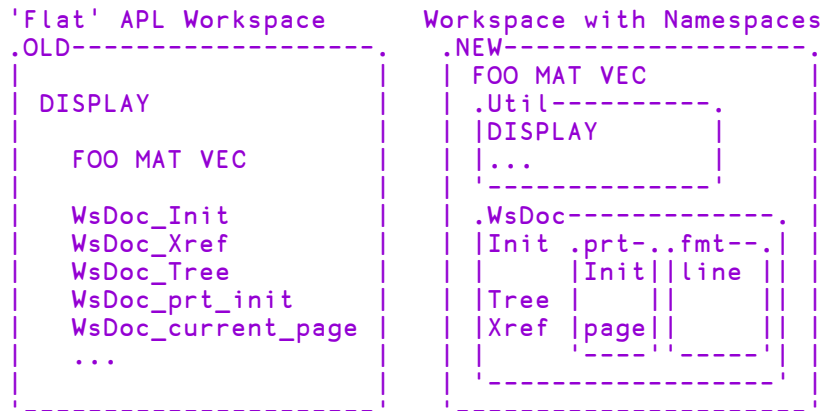 'Flat' APL Workspace       Workspace with Namespaces
.OLD--------------------.    .NEW---------------------.
|                        |    | FOO MAT VEC             |
| DISPLAY                |    | .Util----------.        |
|                        |    | |DISPLAY        |       |
|   FOO MAT VEC          |    | |...            |       |
|                        |    | '---------------'       |
|   WsDoc_Init           |    | .WsDoc--------------.   |
|   WsDoc_Xref           |    | |Init .prt-..fmt--.|    |
|   WsDoc_Tree           |    | |     |Init||line ||    |
|   WsDoc_prt_init       |    | |Tree |    ||     ||    |
|   WsDoc_current_page   |    | |Xref |page||     ||    |
|   ...                  |    | |     '----''-----'|    |
|                        |    | '-------------------'   |
'------------------------'    '------------------------'